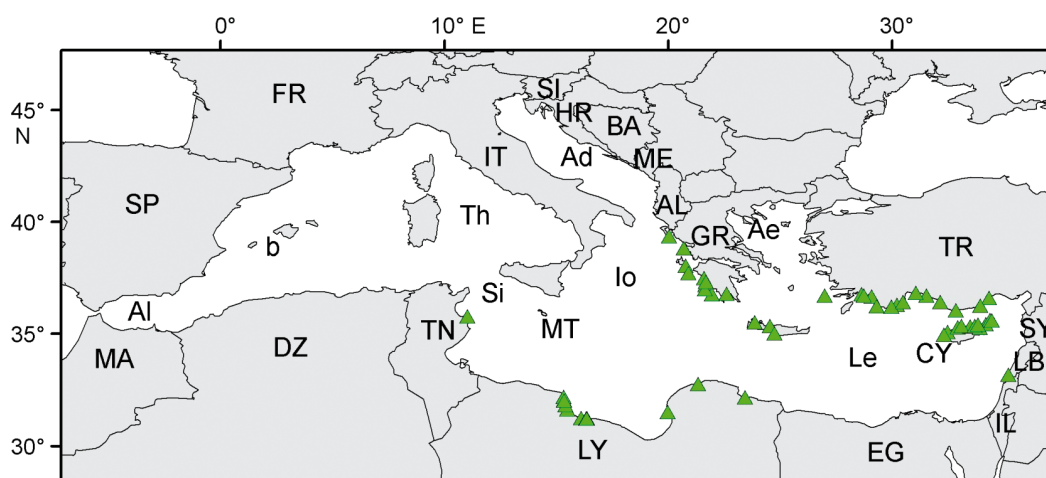 0° 10° E 20° 30°
45°
N
40°
35°
30°
FR
SI
HR
BA
IT
Ad
ME
SP
Th
AL
GR
Ae
TR
b
Io
Al
Si
MT
TN
MA
DZ
Le
CY
SY
LB
IL
LY
EG